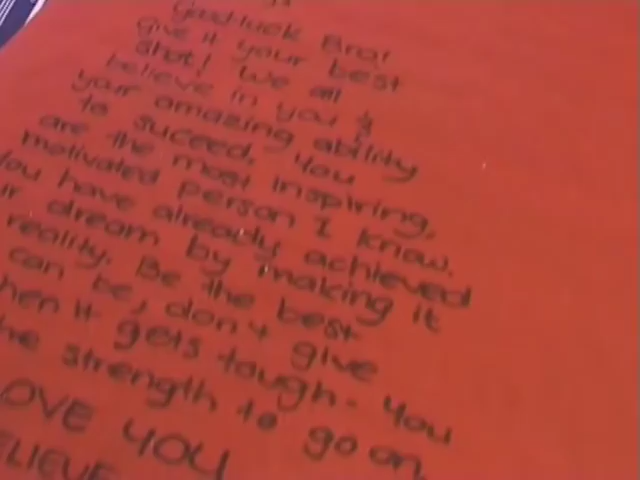 Goodluck Bro!
give it your best
shot! We all
believe in you &
your amazing ability
to succeed. You
are the most inspiring,
motivated person I know.
You have already achieved
dream by making it
reality. Be the best
can be, don't give
when it gets tough - You
the strength to go on.
LOVE YOU